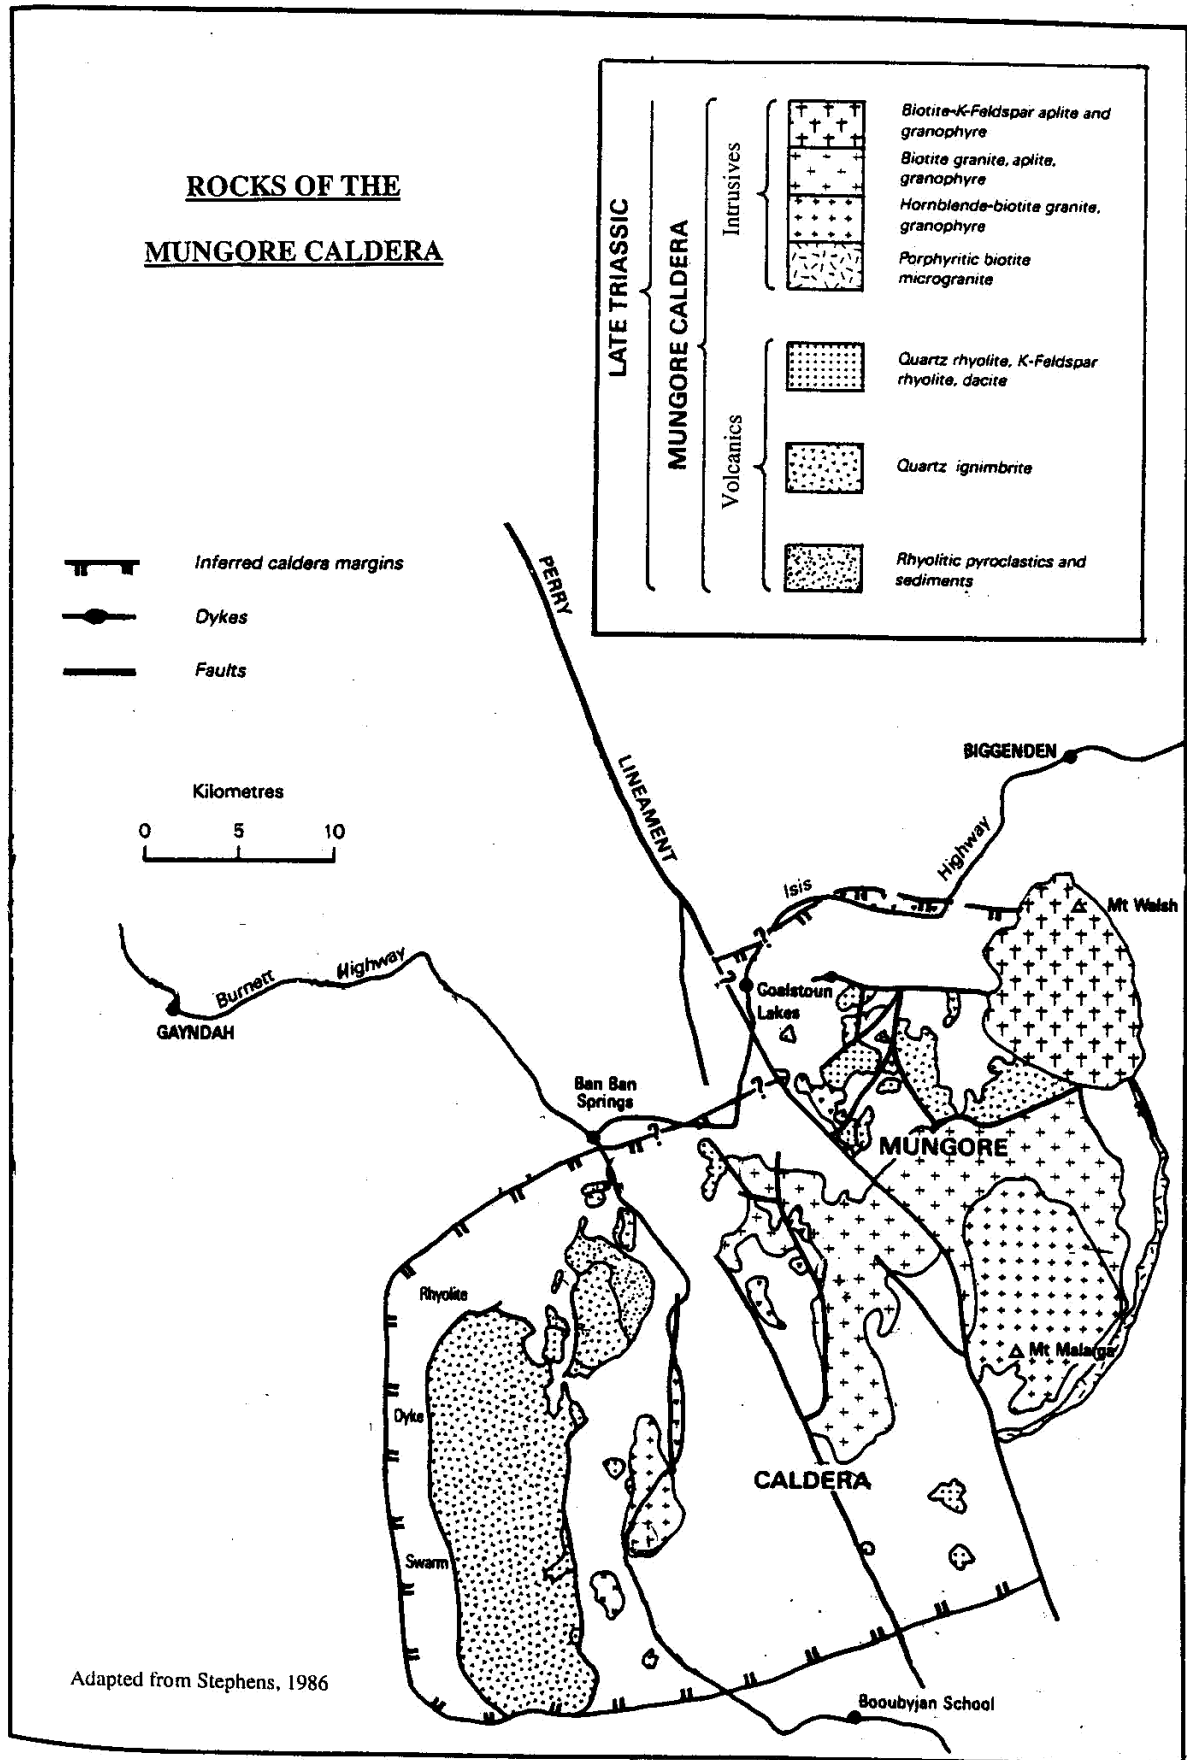 ROCKS OF THE
MUNGORE CALDERA
LATE TRIASSIC
MUNGORE CALDERA
Intrusives
Biotite-K-Feldspar aplite and
granophyre
Biotite granite, aplite,
granophyre
Hornblende-biotite granite,
granophyre
Porphyritic biotite
microgranite
Volcanics
Quartz rhyolite, K-Feldspar
rhyolite, dacite
Quartz ignimbrite
Rhyolitic pyroclastics and
sediments
Inferred caldera margins
Dykes
Faults
Kilometres
0 5 10
PERRY
LINEAMENT
BIGGENDEN
Highway
Isis
Mt Walsh
?
?
Coalstoun
Lakes
Burnett
Highway
GAYNDAH
Ban Ban
Springs
?
?
MUNGORE
Rhyolite
Mt Malarga
Dyke
CALDERA
Swarm
Adapted from Stephens, 1986
Booubyjan School